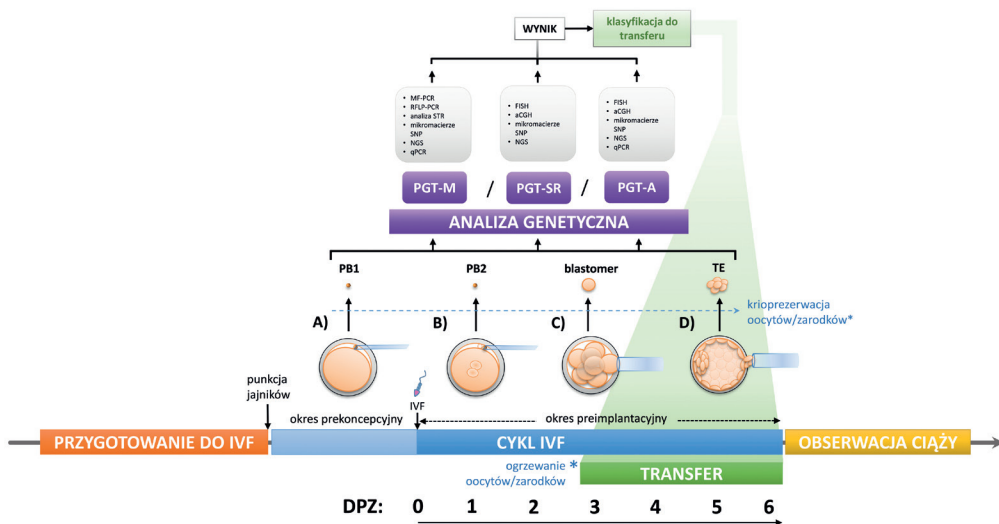 WYNIK
klasyfikacja do
transferu
• MF-PCR
• RFLP-PCR
• analiza STR
• mikromacierze
SNP
• NGS
• qPCR
• FISH
• aCGH
• mikromacierze
SNP
• NGS
• FISH
• aCGH
• mikromacierze
SNP
• NGS
• qPCR
PGT-M / PGT-SR / PGT-A
ANALIZA GENETYCZNA
PB1
PB2
blastomer
TE
krioprezerwacja
oocytów/zarodków*
A)
B)
C)
D)
punkcja
jajników
IVF
okres prekoncepcyjny
okres preimplantacyjny
PRZYGOTOWANIE DO IVF
CYKL IVF
OBSERWACJA CIĄŻY
ogrzewanie *
oocytów/zarodków
TRANSFER
DPZ: 0 1 2 3 4 5 6